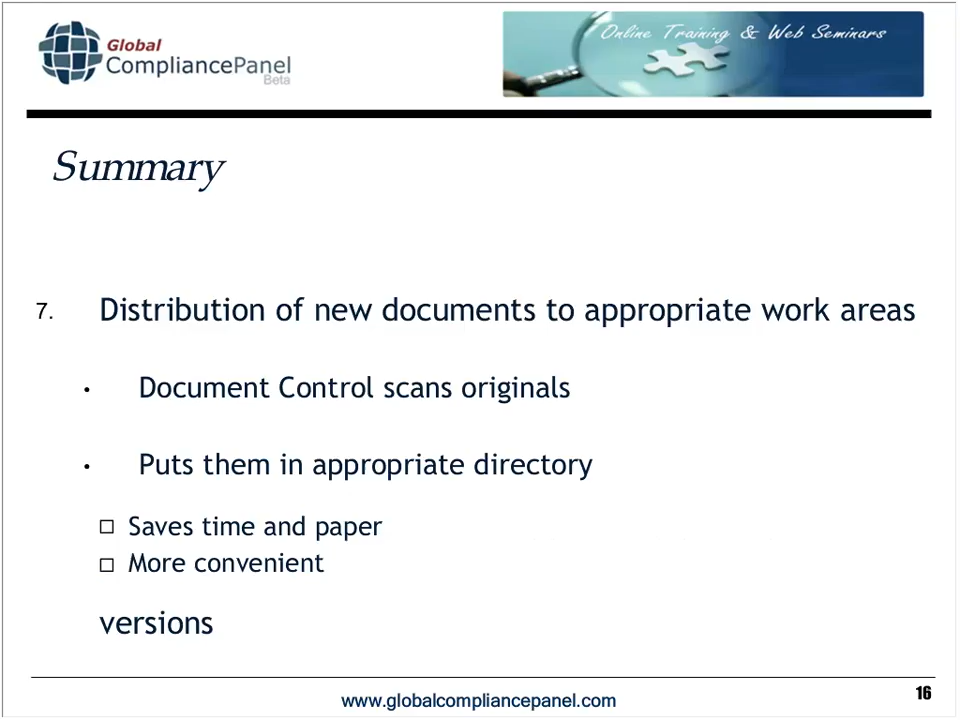 Global
CompliancePanel
Beta
Online Training & Web Seminars
Summary
7. Distribution of new documents to appropriate work areas
• Document Control scans originals
• Puts them in appropriate directory
□ Saves time and paper
□ More convenient
versions
www.globalcompliancepanel.com
16